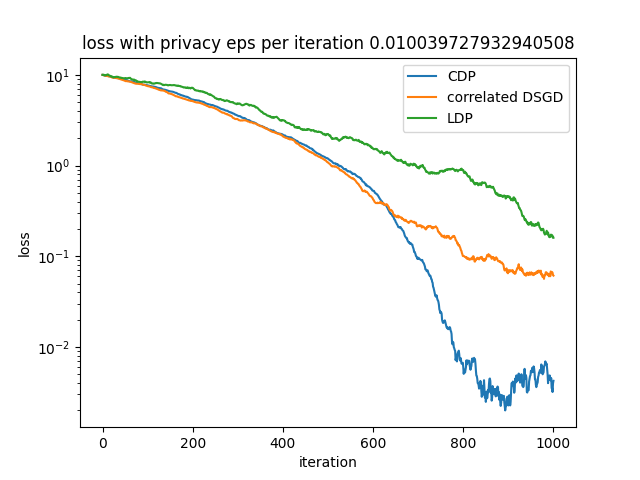 loss with privacy eps per iteration 0.010039727932940508
CDP
correlated DSGD
LDP
10¹
10⁰
10⁻¹
10⁻²
loss
0 200 400 600 800 1000
iteration